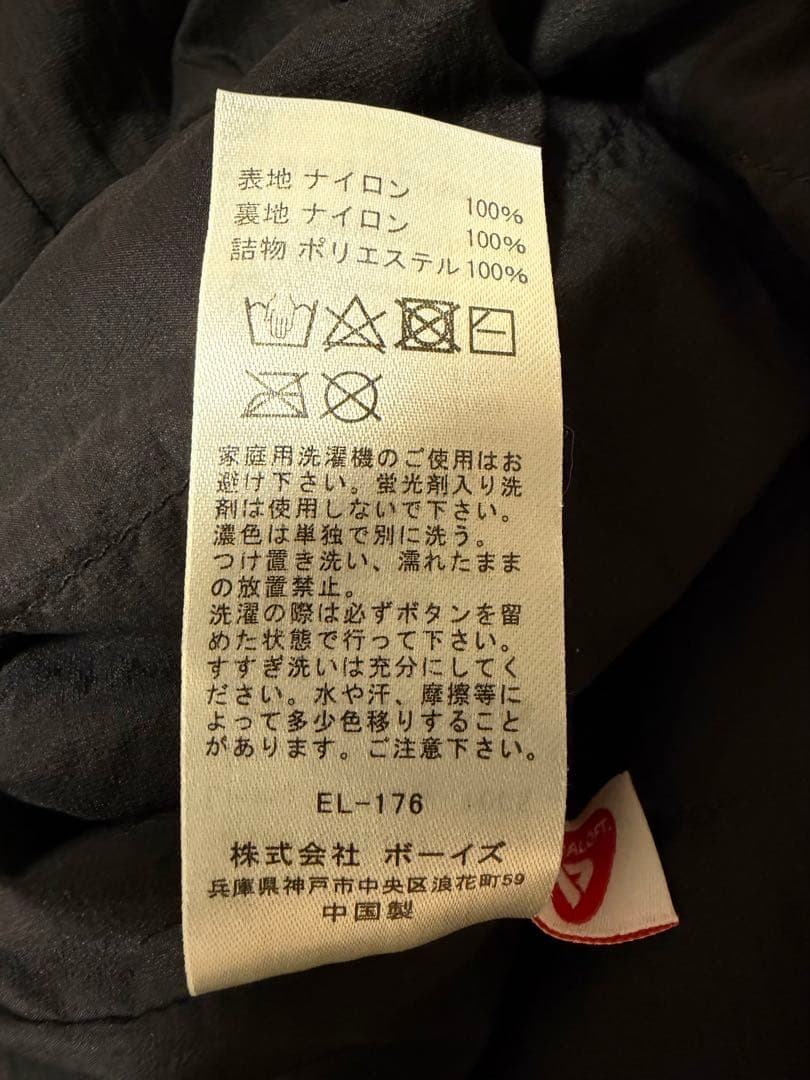 表地 ナイロン 100%
裏地 ナイロン 100%
詰物 ポリエステル 100%
家庭用洗濯機のご使用はお
避け下さい。蛍光剤入り洗
剤は使用しないで下さい。
濃色は単独で別に洗う。
つけ置き洗い、濡れたまま
の放置禁止。
洗濯の際は必ずボタンを留
めた状態で行って下さい。
すすぎ洗いは充分にしてく
ださい。水や汗、摩擦等に
よって多少色移りすること
があります。ご注意下さい。
EL-176
株式会社 ボーイズ
兵庫県神戸市中央区浪花町59
中国製